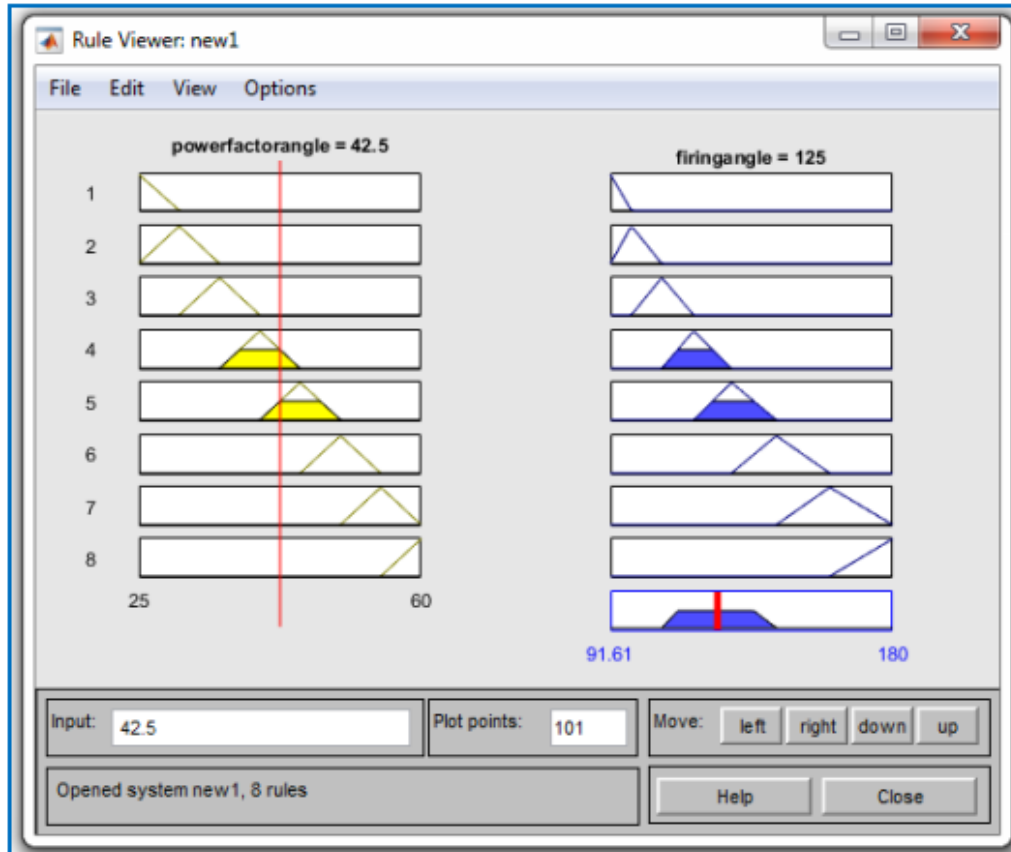 Rule Viewer: new1
File Edit View Options
powerfactorangle = 42.5
firingangle = 125
1
2
3
4
5
6
7
8
25 60
91.61 180
Input: 42.5 Plot points: 101 Move: left right down up
Opened system new1, 8 rules
Help Close